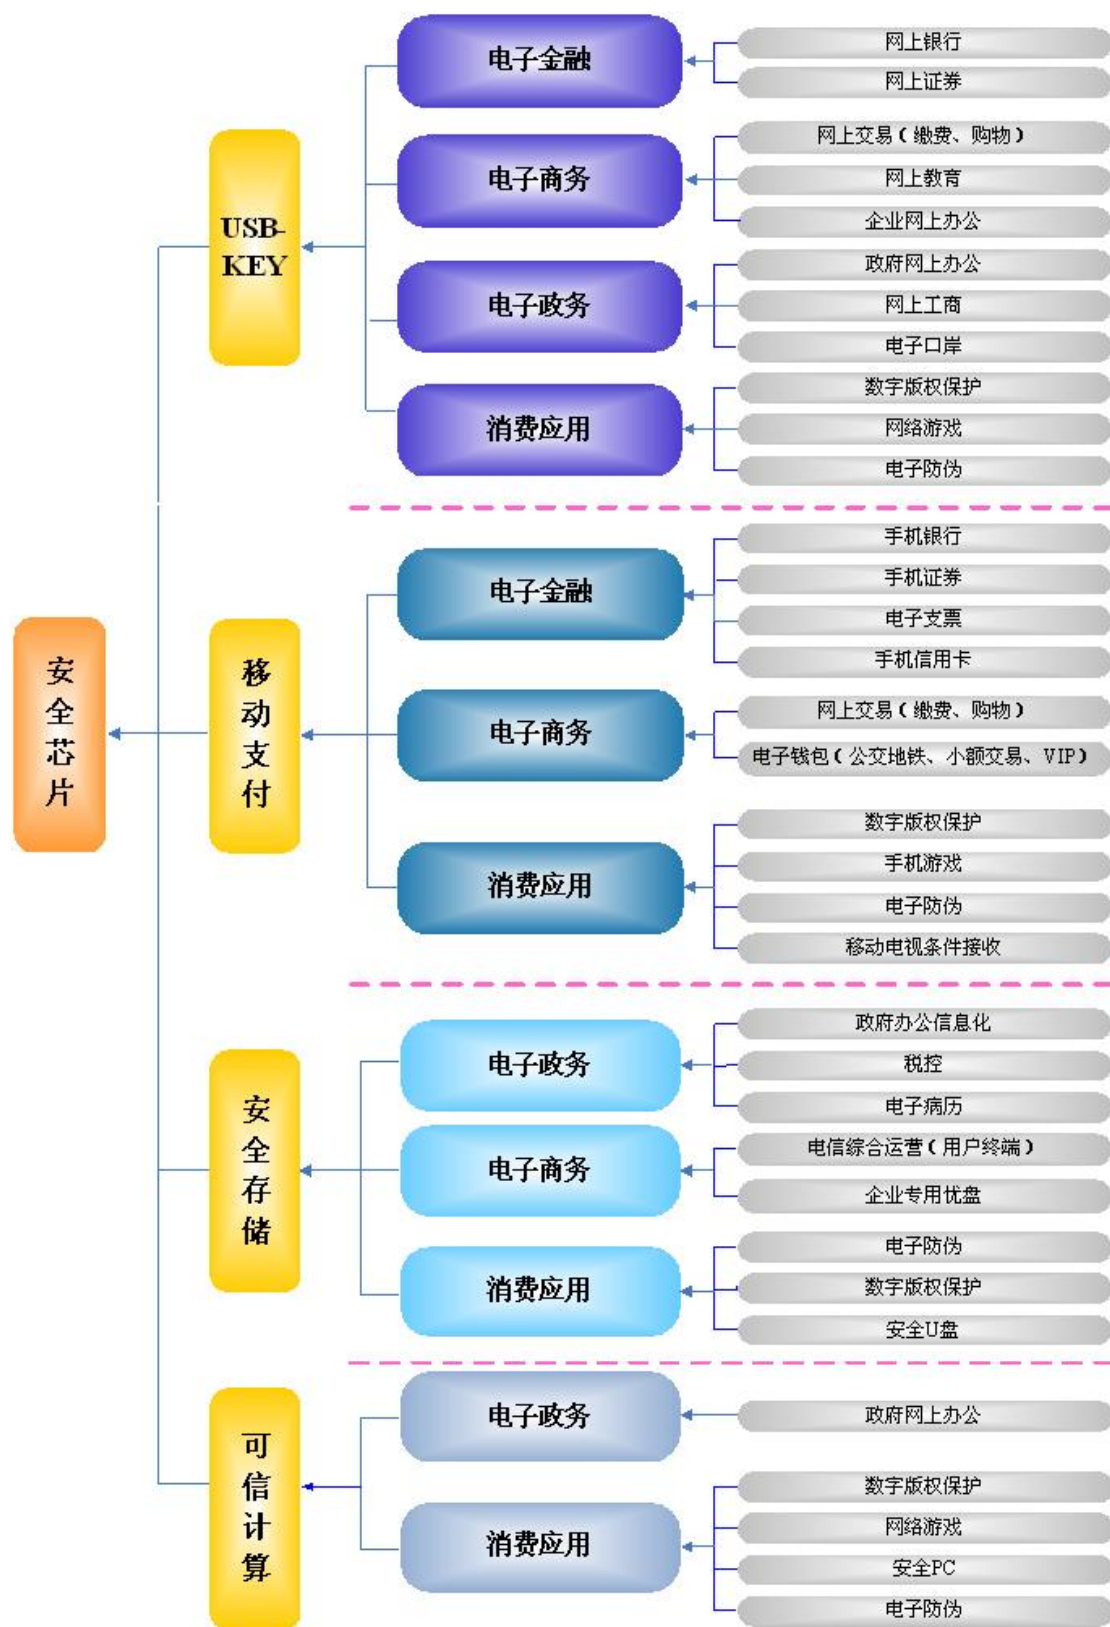 安全芯片
USB-
KEY
电子金融
网上银行
网上证券
电子商务
网上交易（缴费、购物）
网上教育
企业网上办公
电子政务
政府网上办公
网上工商
电子口岸
消费应用
数字版权保护
网络游戏
电子防伪
移动支付
电子金融
手机银行
手机证券
电子支票
手机信用卡
电子商务
网上交易（缴费、购物）
电子钱包（公交地铁、小额交易、VIP）
消费应用
数字版权保护
手机游戏
电子防伪
移动电视条件接收
安全存储
电子政务
政府办公信息化
税控
电子病历
电子商务
电信综合运营（用户终端）
企业专用优盘
消费应用
电子防伪
数字版权保护
安全U盘
可信计算
电子政务
政府网上办公
消费应用
数字版权保护
网络游戏
安全PC
电子防伪